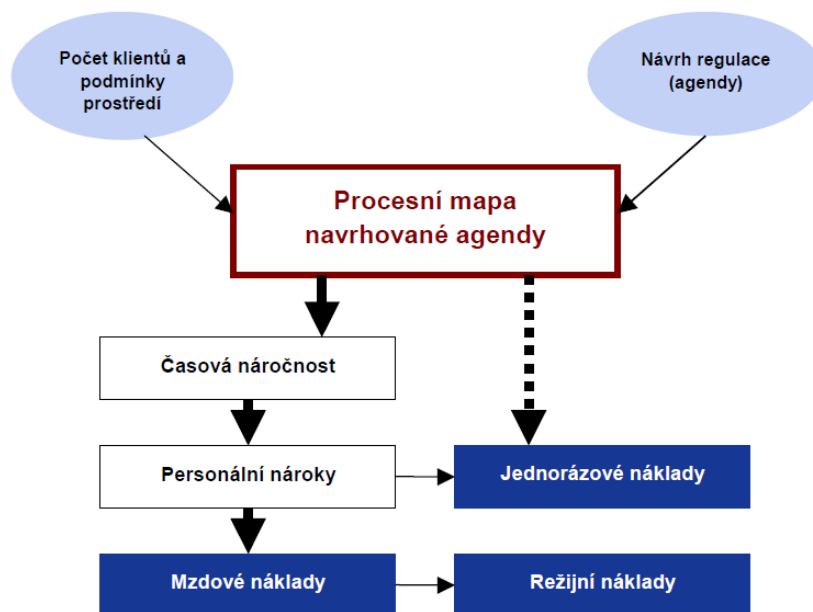 Počet klientů a
podmínky
prostředí
Návrh regulace
(agendy)
Procesní mapa
navrhované agendy
Časová náročnost
Personální nároky
Jednorázové náklady
Mzdové náklady
Režijní náklady